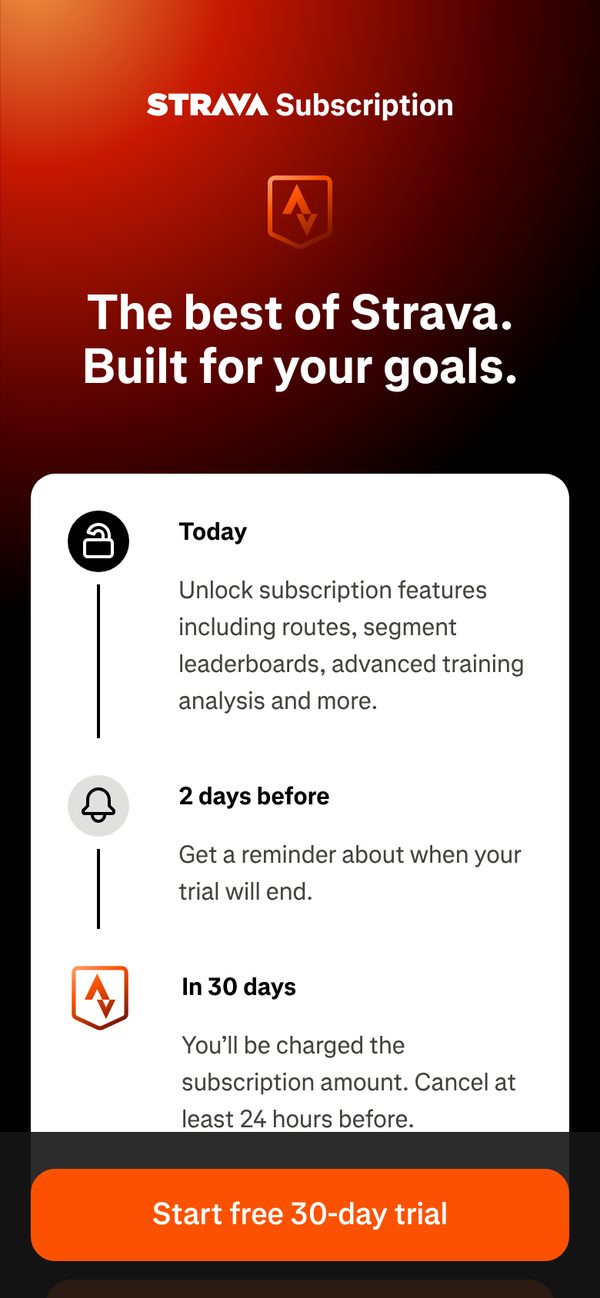 STRAVA Subscription
The best of Strava.
Built for your goals.
Today
Unlock subscription features
including routes, segment
leaderboards, advanced training
analysis and more.
2 days before
Get a reminder about when your
trial will end.
In 30 days
You’ll be charged the
subscription amount. Cancel at
least 24 hours before.
Start free 30-day trial